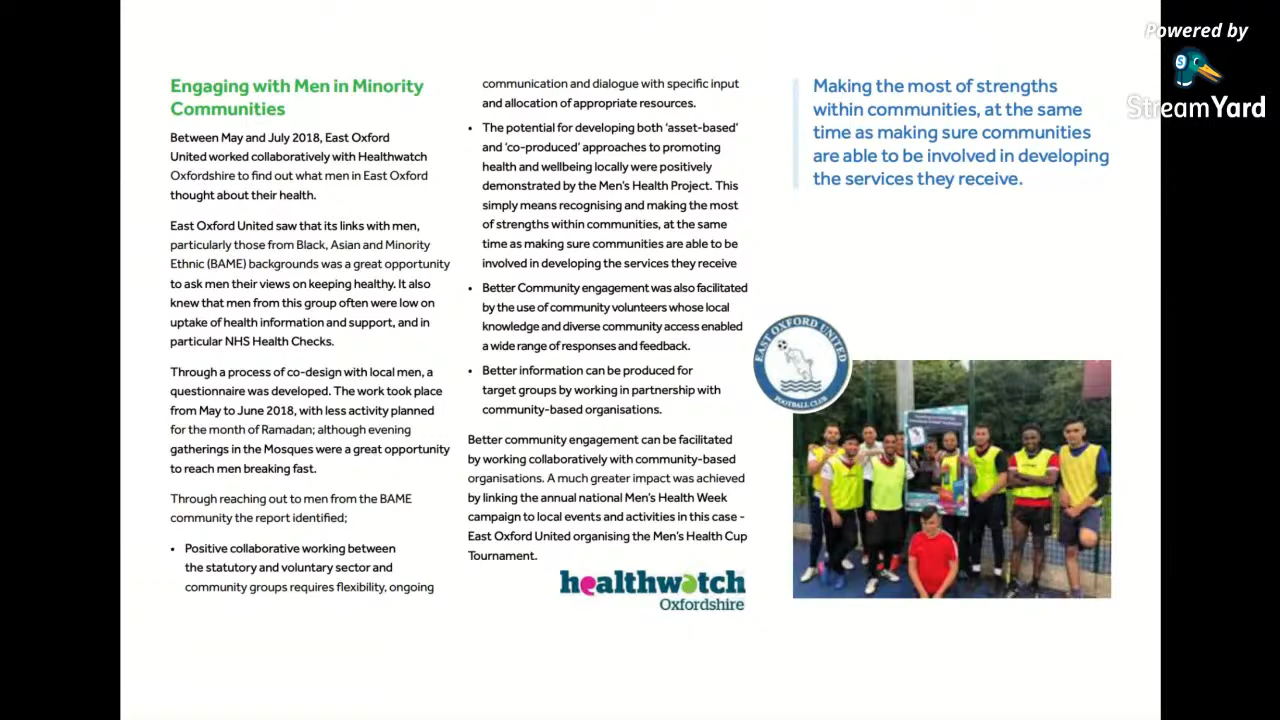 Powered by
StreamYard
Engaging with Men in Minority
Communities
Between May and July 2018, East Oxford
United worked collaboratively with Healthwatch
Oxfordshire to find out what men in East Oxford
thought about their health.
East Oxford United saw that its links with men,
particularly those from Black, Asian and Minority
Ethnic (BAME) backgrounds was a great opportunity
to ask men their views on keeping healthy. It also
knew that men from this group often were low on
uptake of health information and support, and in
particular NHS Health Checks.
Through a process of co-design with local men, a
questionnaire was developed. The work took place
from May to June 2018, with less activity planned
for the month of Ramadan; although evening
gatherings in the Mosques were a great opportunity
to reach men breaking fast.
Through reaching out to men from the BAME
community the report identified;
• Positive collaborative working between
the statutory and voluntary sector and
community groups requires flexibility, ongoing
communication and dialogue with specific input
and allocation of appropriate resources.
• The potential for developing both ‘asset-based’
and ‘co-produced’ approaches to promoting
health and wellbeing locally were positively
demonstrated by the Men’s Health Project. This
simply means recognising and making the most
of strengths within communities, at the same
time as making sure communities are able to be
involved in developing the services they receive
• Better Community engagement was also facilitated
by the use of community volunteers whose local
knowledge and diverse community access enabled
a wide range of responses and feedback.
• Better information can be produced for
target groups by working in partnership with
community-based organisations.
Better community engagement can be facilitated
by working collaboratively with community-based
organisations. A much greater impact was achieved
by linking the annual national Men’s Health Week
campaign to local events and activities in this case -
East Oxford United organising the Men’s Health Cup
Tournament.
healthwatch
Oxfordshire
Making the most of strengths
within communities, at the same
time as making sure communities
are able to be involved in developing
the services they receive.
EAST OXFORD UNITED
FOOTBALL CLUB